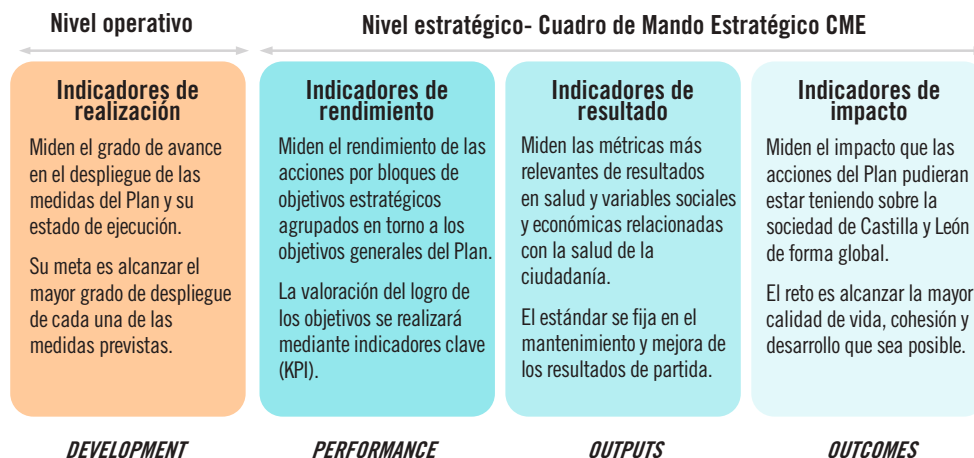 Nivel operativo
Nivel estratégico- Cuadro de Mando Estratégico CME
Indicadores de
realización
Miden el grado de avance
en el despliegue de las
medidas del Plan y su
estado de ejecución.
Su meta es alcanzar el
mayor grado de despliegue
de cada una de las
medidas previstas.
Indicadores de
rendimiento
Miden el rendimiento de las
acciones por bloques de
objetivos estratégicos
agrupados en torno a los
objetivos generales del Plan.
La valoración del logro de
los objetivos se realizará
mediante indicadores clave
(KPI).
Indicadores de
resultado
Miden las métricas más
relevantes de resultados
en salud y variables sociales
y económicas relacionadas
con la salud de la
ciudadanía.
El estándar se fija en el
mantenimiento y mejora de
los resultados de partida.
Indicadores de
impacto
Miden el impacto que las
acciones del Plan pudieran
estar teniendo sobre la
sociedad de Castilla y León
de forma global.
El reto es alcanzar la mayor
calidad de vida, cohesión y
desarrollo que sea posible.
DEVELOPMENT
PERFORMANCE
OUTPUTS
OUTCOMES